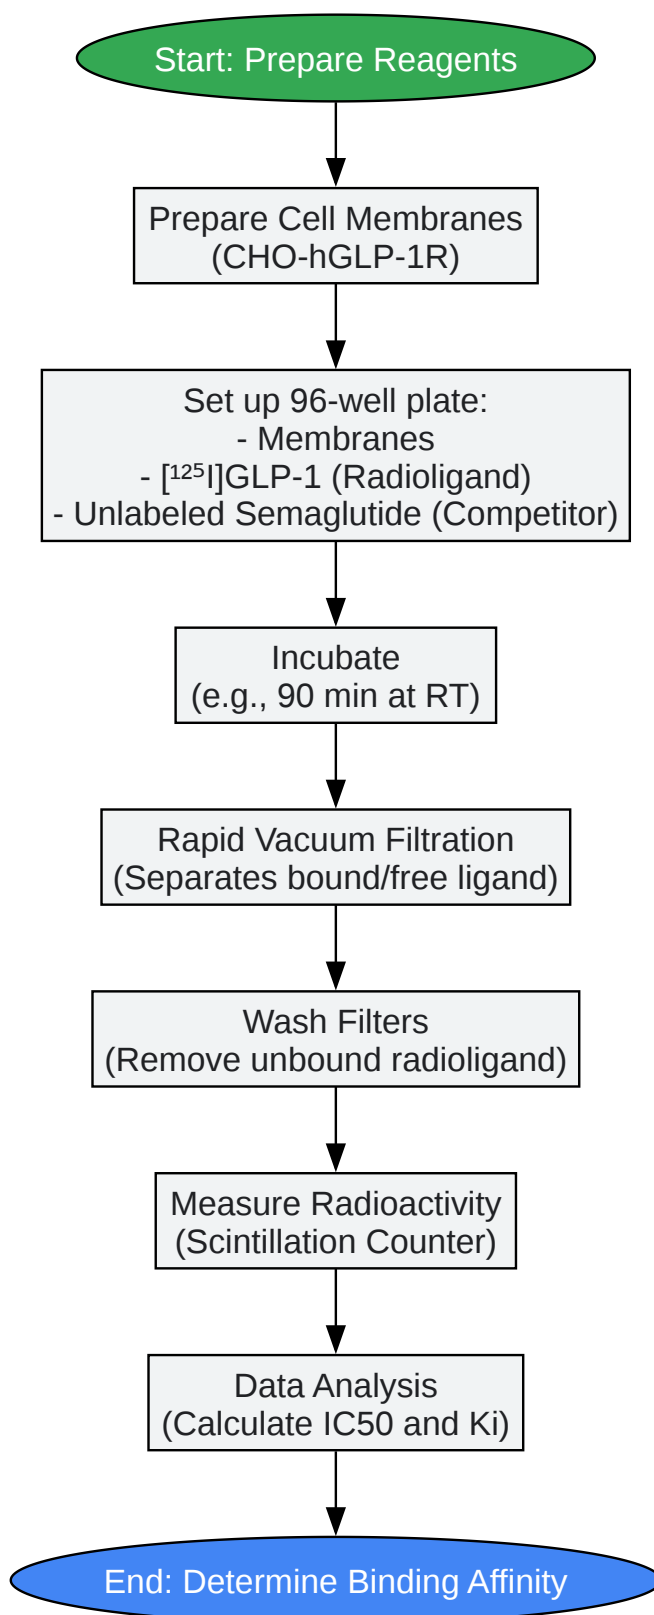 Start: Prepare Reagents
Prepare Cell Membranes
(CHO-hGLP-1R)
Set up 96-well plate:
- Membranes
- [¹²⁵I]GLP-1 (Radioligand)
- Unlabeled Semaglutide (Competitor)
Incubate
(e.g., 90 min at RT)
Rapid Vacuum Filtration
(Separates bound/free ligand)
Wash Filters
(Remove unbound radioligand)
Measure Radioactivity
(Scintillation Counter)
Data Analysis
(Calculate IC50 and Ki)
End: Determine Binding Affinity